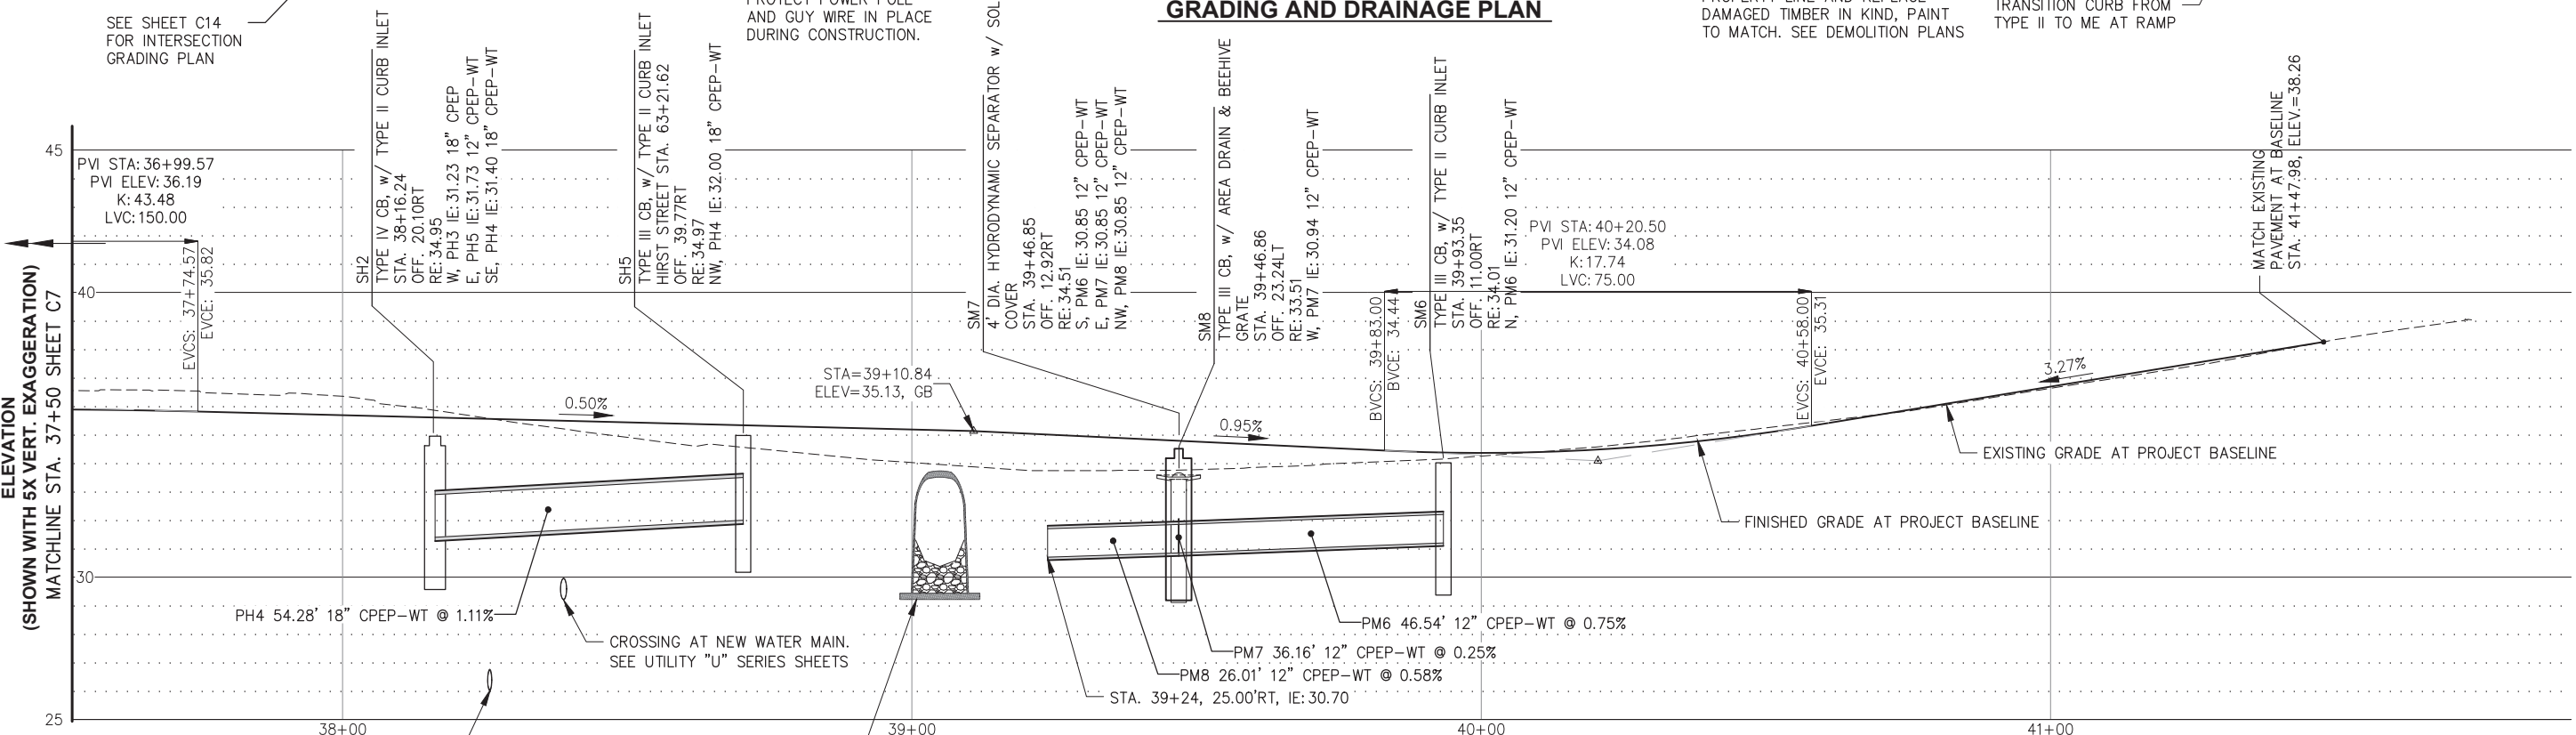 SEE SHEET C14
FOR INTERSECTION
GRADING PLAN
AND GUY WIRE IN PLACE
DURING CONSTRUCTION.
GRADING AND DRAINAGE PLAN
DAMAGED TIMBER IN KIND, PAINT
TO MATCH. SEE DEMOLITION PLANS
TRANSITION CURB FROM
TYPE II TO ME AT RAMP
ELEVATION
(SHOWN WITH 5X VERT. EXAGGERATION)
MATCHLINE STA. 37+50 SHEET C7
45
40
30
25
PVI STA: 36+99.57
PVI ELEV: 36.19
K: 43.48
LVC: 150.00
EVCS: 37+74.57
EVCE: 35.82
SH2
TYPE IV CB, w/ TYPE II CURB INLET
STA. 38+16.24
OFF. 20.10RT
RE: 34.95
W, PH3 IE: 31.23 18" CPEP
E, PH5 IE: 31.73 12" CPEP-WT
SE, PH4 IE: 31.40 18" CPEP-WT
SH5
TYPE III CB, w/ TYPE II CURB INLET
HIRST STREET STA. 63+21.62
OFF. 39.77RT
RE: 34.97
NW, PH4 IE: 32.00 18" CPEP-WT
SM7
4' DIA. HYDRODYNAMIC SEPARATOR w/ SOL
COVER
STA. 39+46.85
OFF. 12.92RT
RE: 34.51
S, PM6 IE: 30.85 12" CPEP-WT
E, PM7 IE: 30.85 12" CPEP-WT
NW, PM8 IE: 30.85 12" CPEP-WT
SM8
TYPE III CB, w/ AREA DRAIN & BEEHIVE
GRATE
STA. 39+46.86
OFF. 23.24LT
RE: 33.51
W, PM7 IE: 30.94 12" CPEP-WT
BVCS: 39+83.00
BVCE: 34.44
SM6
TYPE III CB, w/ TYPE II CURB INLET
STA. 39+93.35
OFF. 11.00RT
RE: 34.01
N, PM6 IE: 31.20 12" CPEP-WT
PVI STA: 40+20.50
PVI ELEV: 34.08
K: 17.74
LVC: 75.00
EVCS: 40+58.00
EVCE: 35.31
MATCH EXISTING
PAVEMENT AT BASELINE
STA. 41+47.98, ELEV.=38.26
STA=39+10.84
ELEV=35.13, GB
0.50%
0.95%
3.27%
EXISTING GRADE AT PROJECT BASELINE
FINISHED GRADE AT PROJECT BASELINE
PH4 54.28' 18" CPEP-WT @ 1.11%
CROSSING AT NEW WATER MAIN.
SEE UTILITY "U" SERIES SHEETS
PM6 46.54' 12" CPEP-WT @ 0.75%
PM7 36.16' 12" CPEP-WT @ 0.25%
PM8 26.01' 12" CPEP-WT @ 0.58%
STA. 39+24, 25.00'RT, IE: 30.70
38+00
39+00
40+00
41+00